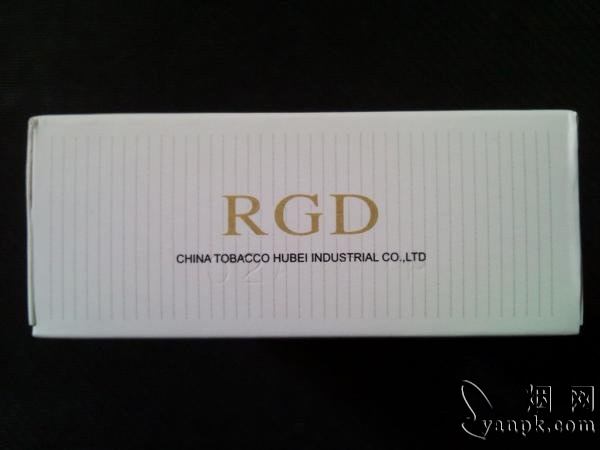 RGD
CHINA TOBACCO HUBEI INDUSTRIAL CO.,LTD
烟 网
yanpk.com